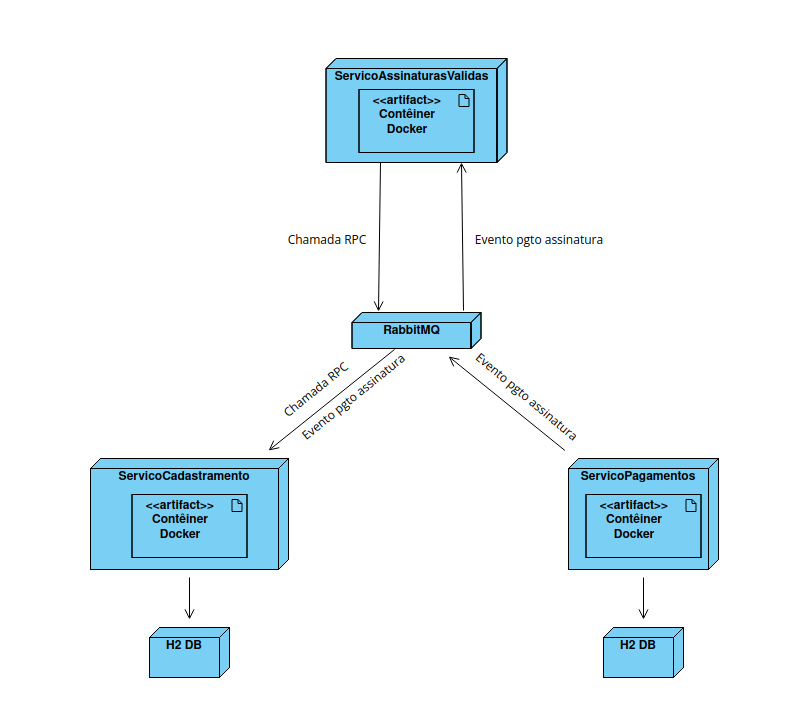 ServicoAssinaturasValidas
<<artifact>>
Contêiner
Docker
Chamada RPC
Evento pgto assinatura
RabbitMQ
Chamada RPC
Evento pgto assinatura
Evento pgto assinatura
ServicoCadastramento
<<artifact>>
Contêiner
Docker
ServicoPagamentos
<<artifact>>
Contêiner
Docker
H2 DB
H2 DB